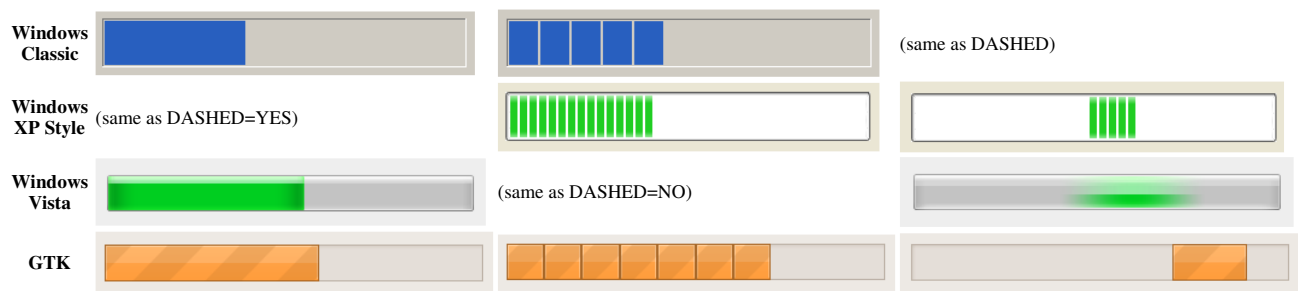 Windows
Classic
(same as DASHED)
Windows
XP Style
(same as DASHED=YES)
Windows
Vista
(same as DASHED=NO)
GTK